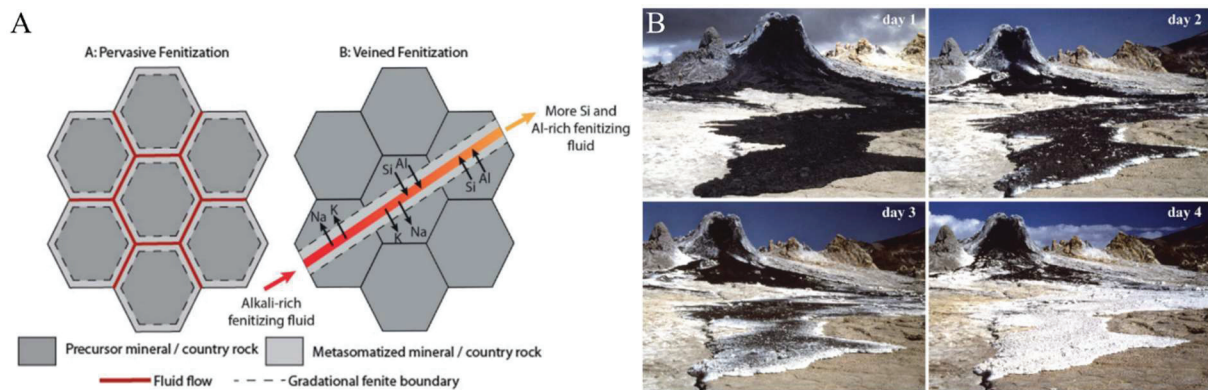 A
A: Pervasive Fenitization
B: Veined Fenitization
More Si and
Al-rich fenitizing
fluid
Si
Al
Si
Al
Na
K
K
Na
Alkali-rich
fenitizing fluid
Precursor mineral / country rock
Metasomatized mineral / country rock
Fluid flow
Gradational fenite boundary
B
day 1
day 2
day 3
day 4